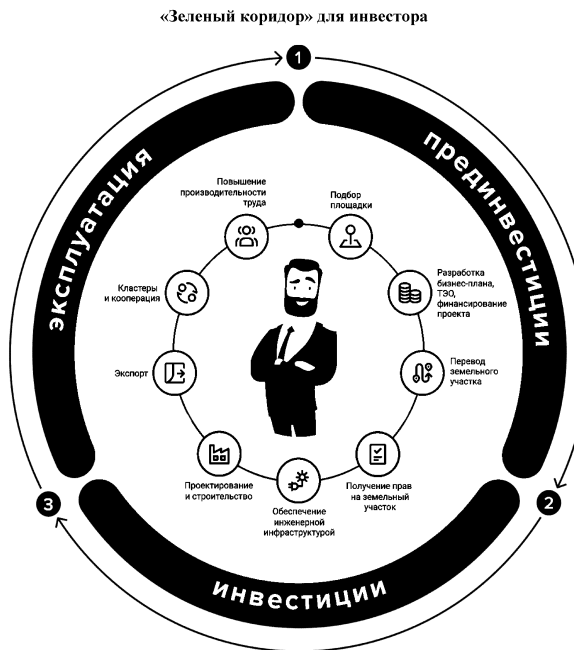 «Зеленый коридор» для инвестора
1
прединвестиции
эксплуатация
Повышение
производительности
труда
Подбор
площадки
Разработка
бизнес-плана,
ТЭО,
финансирование
проекта
Кластеры
и кооперация
Перевод
земельного
участка
Экспорт
Проектирование
и строительство
Получение прав
на земельный
участок
Обеспечение
инженерной
инфраструктурой
3
2
инвестиции